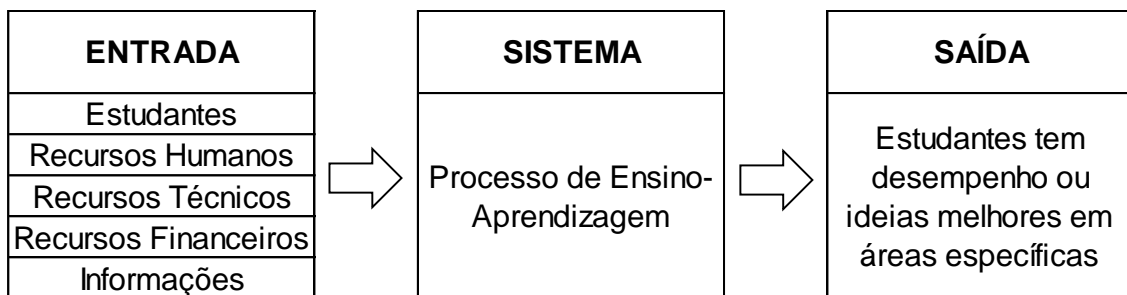 ENTRADA
Estudantes
Recursos Humanos
Recursos Técnicos
Recursos Financeiros
Informações
SISTEMA
Processo de Ensino-
Aprendizagem
SAÍDA
Estudantes tem
desempenho ou
ideias melhores em
áreas específicas